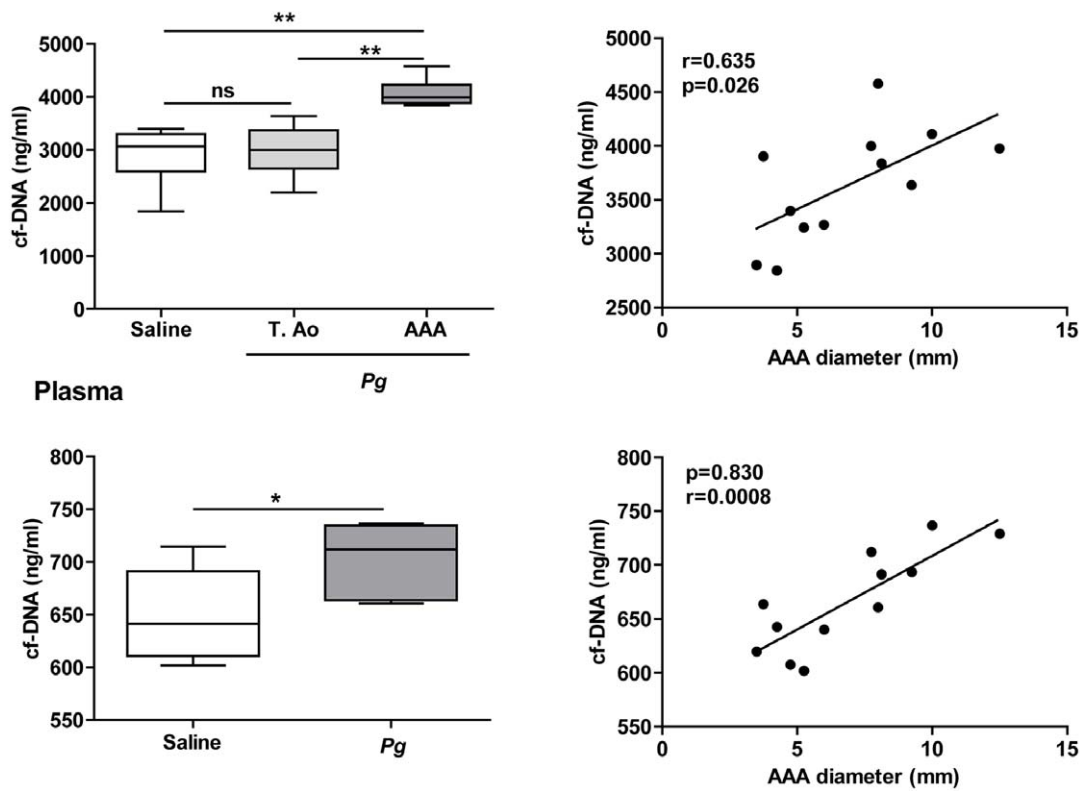 **
**
ns
5000
4000
3000
2000
1000
0
cf-DNA (ng/ml)
Saline T. Ao AAA
Pg
r=0.635
p=0.026
5000
4500
4000
3500
3000
2500
cf-DNA (ng/ml)
0 5 10 15
AAA diameter (mm)
Plasma
*
800
750
700
650
600
550
cf-DNA (ng/ml)
Saline Pg
p=0.830
r=0.0008
800
750
700
650
600
550
cf-DNA (ng/ml)
0 5 10 15
AAA diameter (mm)